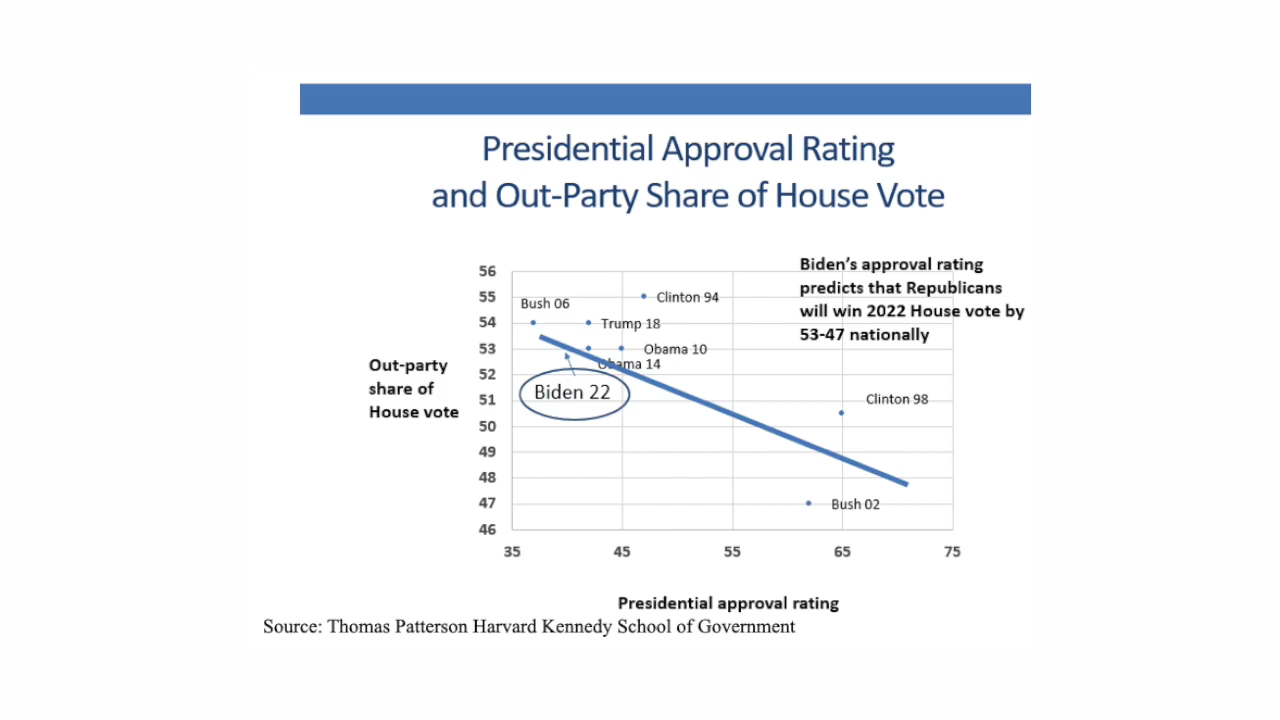 Presidential Approval Rating
and Out-Party Share of House Vote
Biden's approval rating
predicts that Republicans
will win 2022 House vote by
53-47 nationally
56
55
54
53
52
51
50
49
48
47
46
Out-party
share of
House vote
Bush 06
Clinton 94
Trump 18
Obama 10
Obama 14
Biden 22
Clinton 98
Bush 02
35 45 55 65 75
Presidential approval rating
Source: Thomas Patterson Harvard Kennedy School of Government